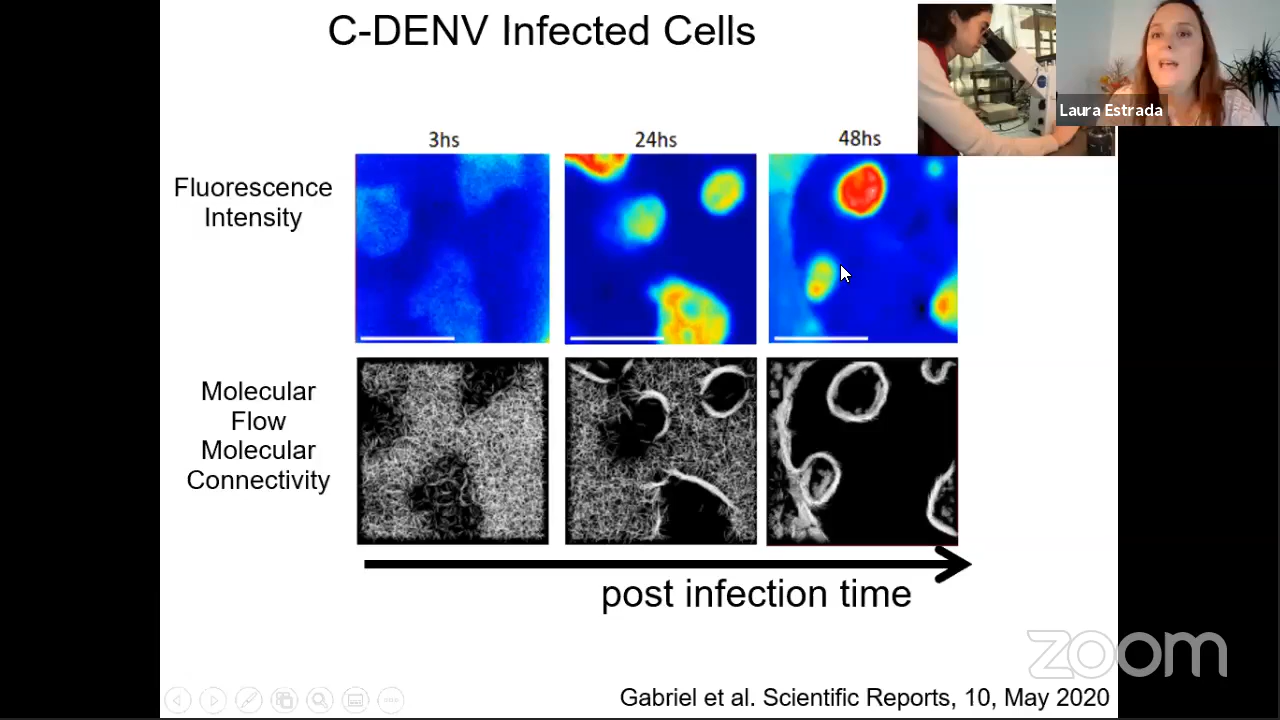 C-DENV Infected Cells
Laura Estrada
3hs
24hs
48hs
Fluorescence
Intensity
Molecular
Flow
Molecular
Connectivity
post infection time
zoom
Gabriel et al. Scientific Reports, 10, May 2020